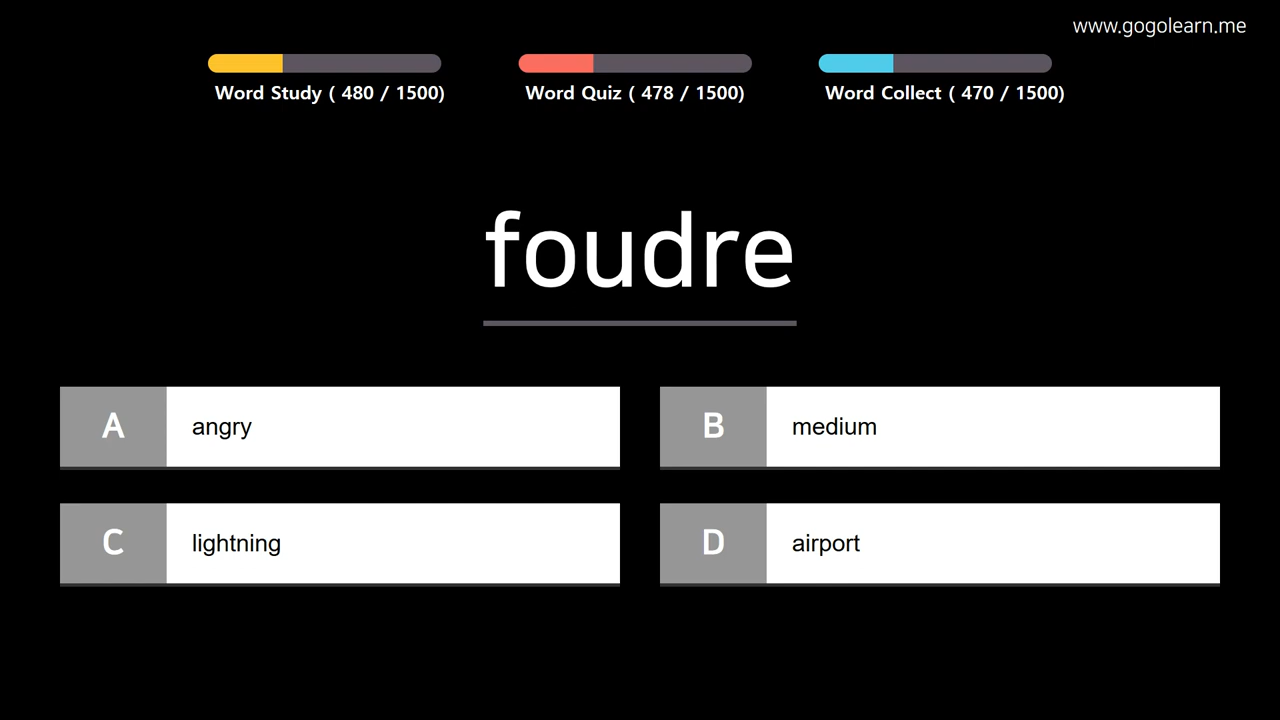 www.gogolearn.me
Word Study ( 480 / 1500)
Word Quiz ( 478 / 1500)
Word Collect ( 470 / 1500)
foudre
A angry
B medium
C lightning
D airport